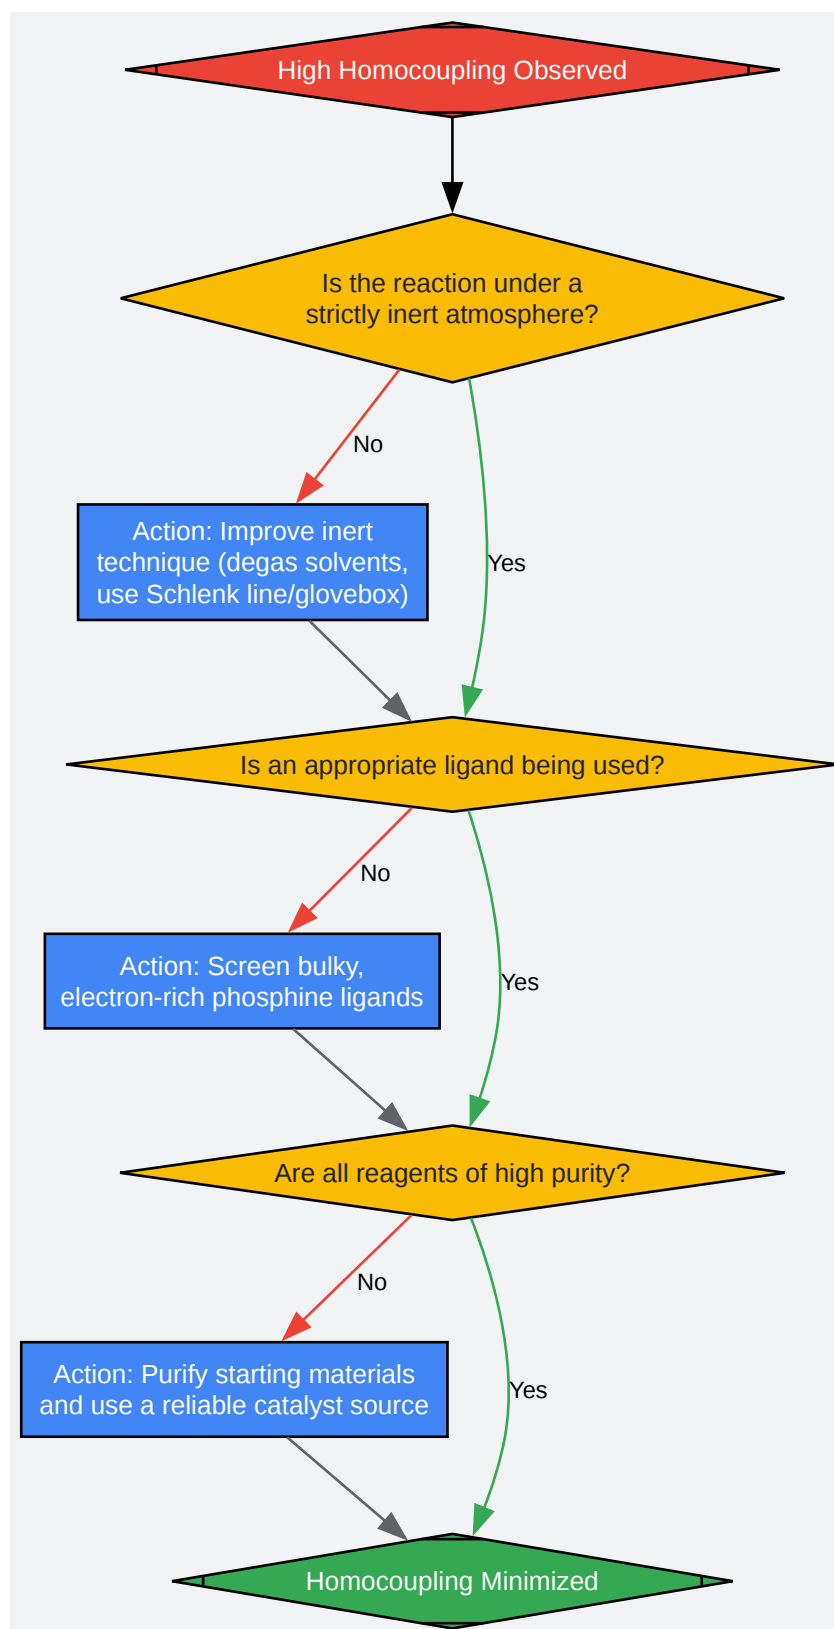 High Homocoupling Observed
Is the reaction under a
strictly inert atmosphere?
No
Action: Improve inert
technique (degas solvents,
use Schlenk line/glovebox)
Yes
Is an appropriate ligand being used?
No
Action: Screen bulky,
electron-rich phosphine ligands
Yes
Are all reagents of high purity?
No
Action: Purify starting materials
and use a reliable catalyst source
Yes
Homocoupling Minimized